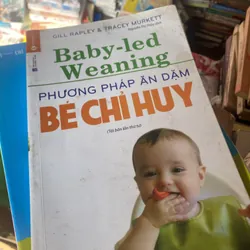 GILL RAPLEY & TRACEY MURKETT
Baby-led
Weaning
PHƯƠNG PHÁP ĂN DẶM
BÉ CHỈ HUY